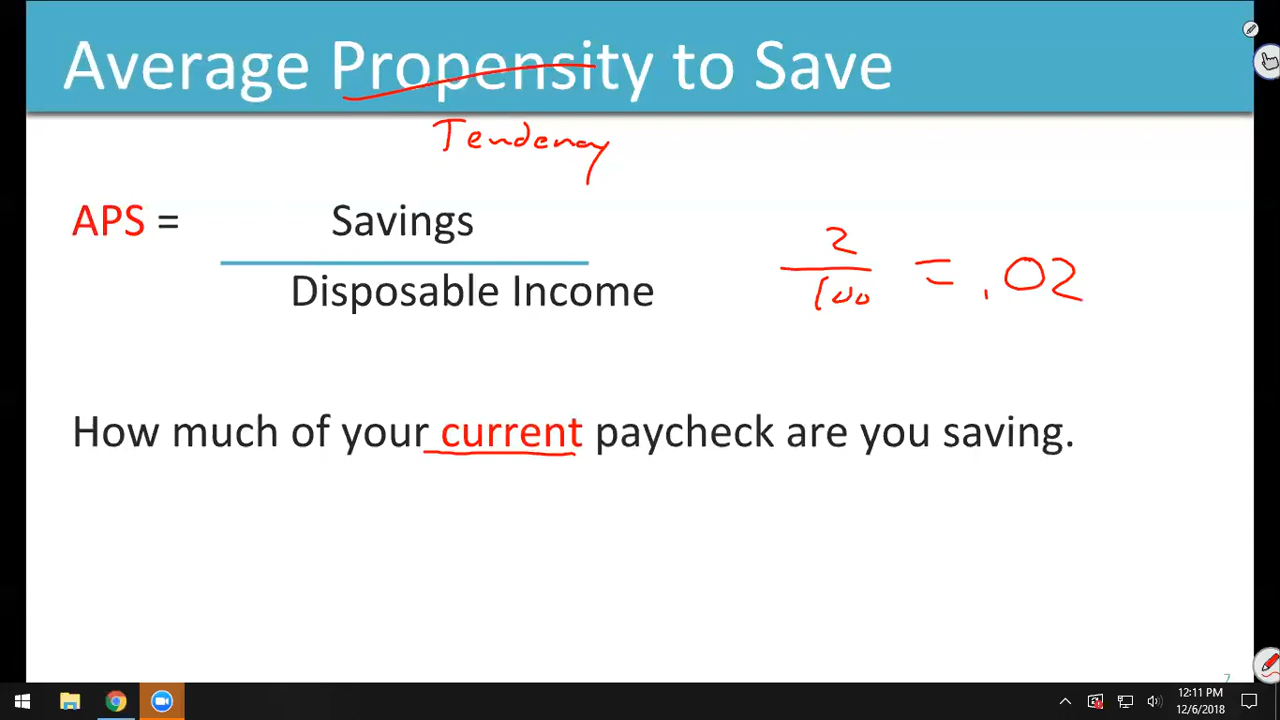 Average Propensity to Save
Tendency
APS = Savings
Disposable Income
2
100
= .02
How much of your current paycheck are you saving.
7
12:11 PM
12/6/2018